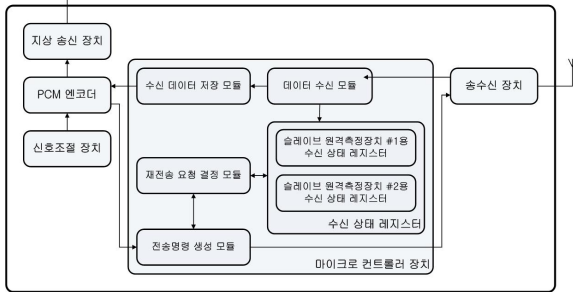 지상 송신 장치
PCM 엔코더
신호조절 장치
수신 데이터 저장 모듈
데이터 수신 모듈
송수신 장치
슬레이브 원격측정장치 #1용
수신 상태 레지스터
슬레이브 원격측정장치 #2용
수신 상태 레지스터
수신 상태 레지스터
재전송 요청 결정 모듈
전송명령 생성 모듈
마이크로 컨트롤러 장치